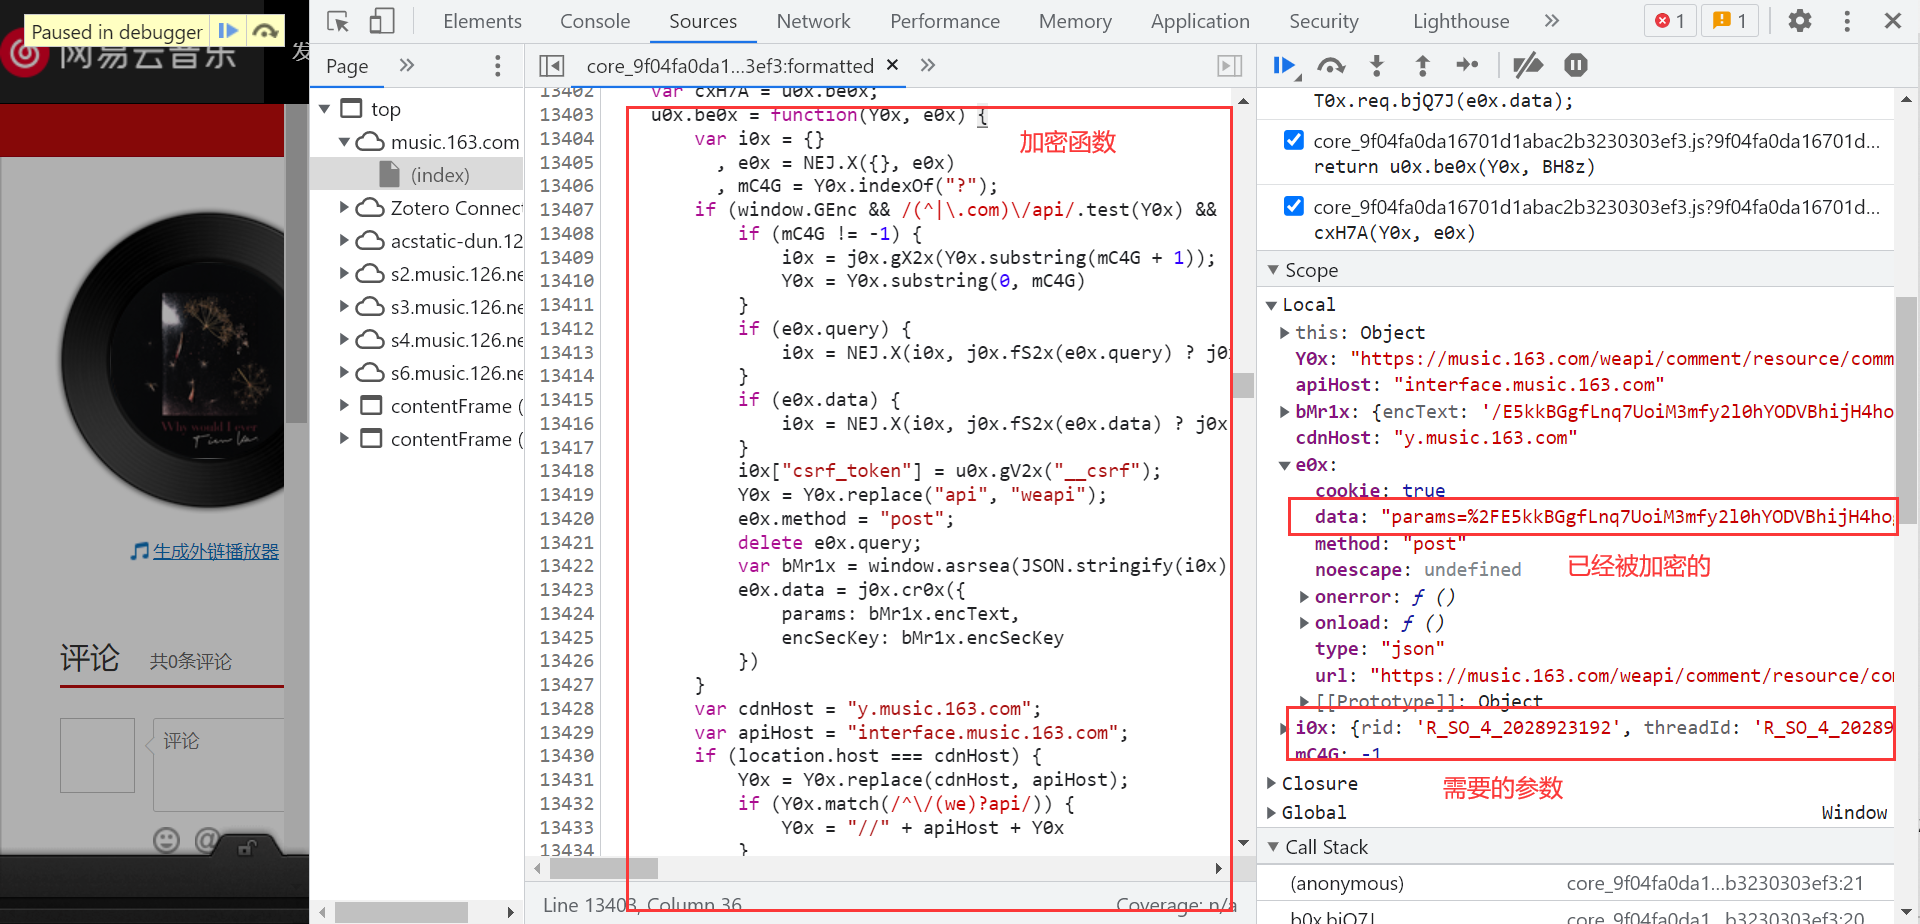 Paused in debugger
网易云音乐
发
生成外链播放器
评论 共0条评论
评论
Elements Console Sources Network Performance Memory Application Security Lighthouse
1 1
Page
top
music.163.com
(index)
Zotero Connect
acstatic-dun.12
s2.music.126.ne
s3.music.126.ne
s4.music.126.ne
s6.music.126.ne
contentFrame (
contentFrame (
core_9f04fa0da1...3ef3:formatted
13402 var cxH7A = u0x.be0x;
13403 u0x.be0x = function(Y0x, e0x) {
13404 var i0x = {}
13405 , e0x = NEJ.X({}, e0x)
13406 , mC4G = Y0x.indexOf("?");
13407 if (window.GEnc && /(^|\.com)\/api/.test(Y0x) &&
13408 if (mC4G != -1) {
13409 i0x = j0x.gX2x(Y0x.substring(mC4G + 1));
13410 Y0x = Y0x.substring(0, mC4G)
13411 }
13412 if (e0x.query) {
13413 i0x = NEJ.X(i0x, j0x.fS2x(e0x.query) ? j0
13414 }
13415 if (e0x.data) {
13416 i0x = NEJ.X(i0x, j0x.fS2x(e0x.data) ? j0x
13417 }
13418 i0x["csrf_token"] = u0x.gV2x("__csrf");
13419 Y0x = Y0x.replace("api", "weapi");
13420 e0x.method = "post";
13421 delete e0x.query;
13422 var bMr1x = window.asrsea(JSON.stringify(i0x)
13423 e0x.data = j0x.cr0x({
13424 params: bMr1x.encText,
13425 encSecKey: bMr1x.encSecKey
13426 })
13427 }
13428 var cdnHost = "y.music.163.com";
13429 var apiHost = "interface.music.163.com";
13430 if (location.host === cdnHost) {
13431 Y0x = Y0x.replace(cdnHost, apiHost);
13432 if (Y0x.match(/^\/(we)?api/)) {
13433 Y0x = "//" + apiHost + Y0x
13434 }
加密函数
Line 13403, Column 36
Coverage: n/a
T0x.req.bjQ7J(e0x.data);
core_9f04fa0da16701d1abac2b3230303ef3.js?9f04fa0da16701d...
return u0x.be0x(Y0x, BH8z)
core_9f04fa0da16701d1abac2b3230303ef3.js?9f04fa0da16701d...
cxH7A(Y0x, e0x)
Scope
Local
this: Object
Y0x: "https://music.163.com/weapi/comment/resource/comm
apiHost: "interface.music.163.com"
bMr1x: {encText: '/E5kkBGgfLnq7UoiM3mfy2l0hYODVBhijH4ho
cdnHost: "y.music.163.com"
e0x:
cookie: true
data: "params=%2FE5kkBGgfLnq7UoiM3mfy2l0hYODVBhijH4ho
method: "post"
noescape: undefined
已经被加密的
onerror: ƒ ()
onload: ƒ ()
type: "json"
url: "https://music.163.com/weapi/comment/resource/co
[[Prototype]]: Object
i0x: {rid: 'R_SO_4_2028923192', threadId: 'R_SO_4_20289
mC4G: -1
Closure
需要的参数
Global Window
Call Stack
(anonymous) core_9f04fa0da1...b3230303ef3:21
b0x.bjQ7J core_9f04fa0da1...b3230303ef3:20